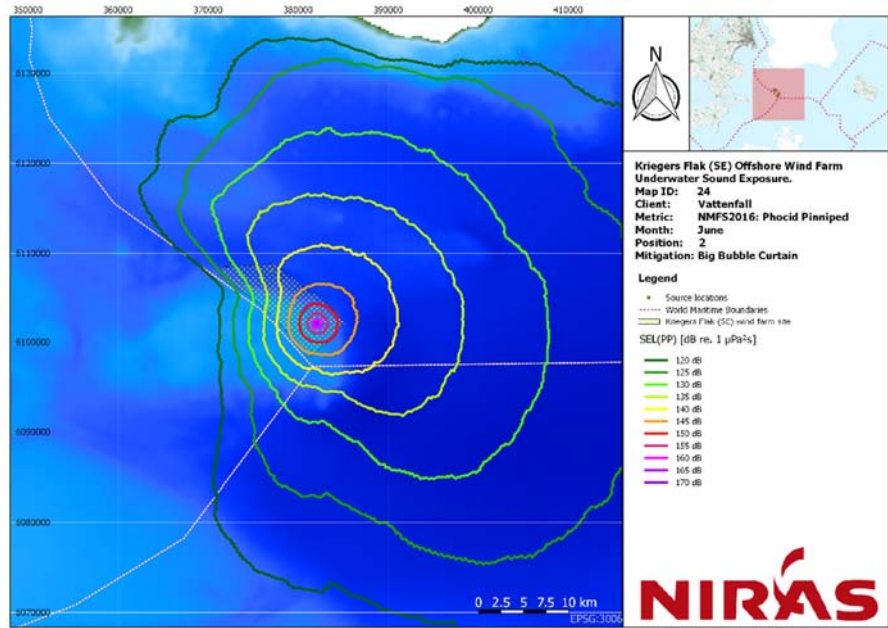 350000 360000 370000 380000 390000 400000 410000
6130000
6120000
6110000
6100000
6090000
6080000
6070000
0 2.5 5 7.5 10 km
EPSG:3006
N
Kriegers Flak (SE) Offshore Wind Farm
Underwater Sound Exposure.
Map ID: 24
Client: Vattenfall
Metric: NMFS2016: Phocid Pinniped
Month: June
Position: 2
Mitigation: Big Bubble Curtain
Legend
Source locations
World Maritime Boundaries
Kriegers Flak (SE) wind farm site
SEL(PP) [dB re. 1 µPa²s]
120 dB
125 dB
130 dB
135 dB
140 dB
145 dB
150 dB
155 dB
160 dB
165 dB
170 dB
NIRAS